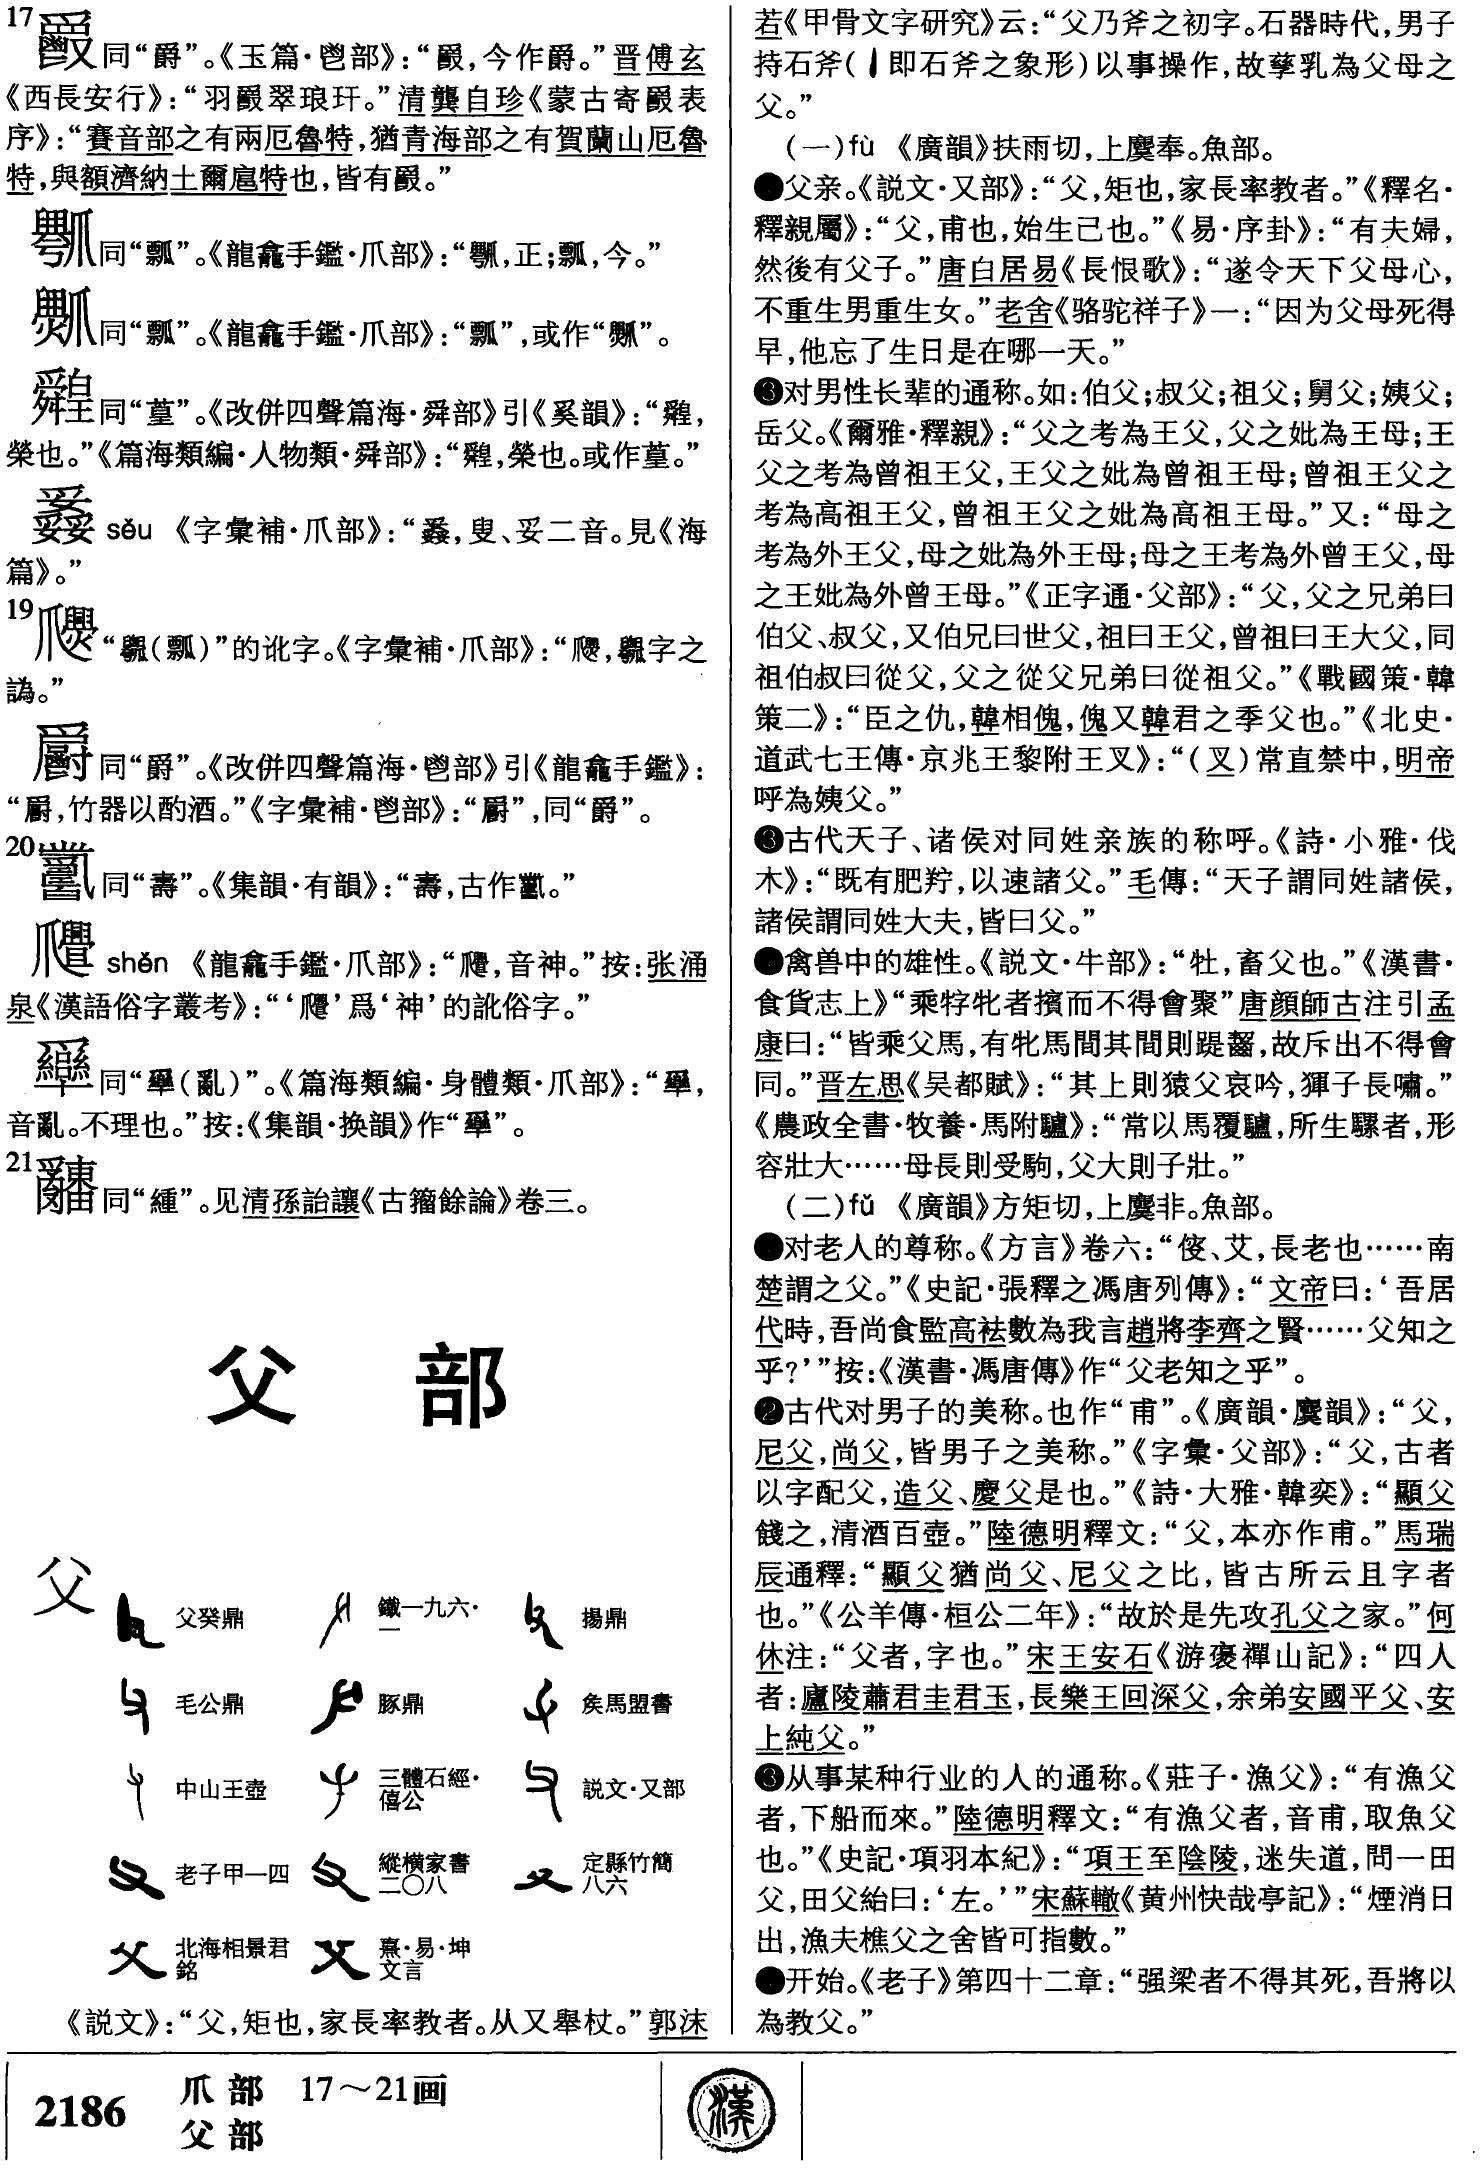 17
同“爵”。《玉篇·鬯部》：“，今作爵。”晋傅玄
《西長安行》：“羽翠琅玕。”清龔自珍《蒙古寄爵表
序》：“賽音部之有兩厄魯特，猶青海部之有賀蘭山厄魯
特，與額濟納土爾扈特也，皆有爵。”
同“瓢”。《龍龕手鑑·爪部》：“，正；瓢，今。”
同“瓢”。《龍龕手鑑·爪部》：“瓢”，或作“”。
同“葟”。《改併四聲篇海·舜部》引《奚韻》：“，
榮也。”《篇海類編·人物類·舜部》：“，榮也。或作葟。”
sěu 《字彙補·爪部》：“，叟、妥二音。見《海
篇》。”
19
“（瓢）”的讹字。《字彙補·爪部》：“，字之
譌。”
同“爵”。《改併四聲篇海·鬯部》引《龍龕手鑑》：
“，竹器以酌酒。”《字彙補·鬯部》：“”，同“爵”。
20
同“壽”。《集韻·有韻》：“壽，古作。”
shěn 《龍龕手鑑·爪部》：“，音神。”按：张涌
泉《漢語俗字叢考》：“‘’爲‘神’的訛俗字。”
同“（亂）”。《篇海類編·身體類·爪部》：“，
音亂。不理也。”按：《集韻·换韻》作“”。
21
同“緟”。见清孫詒讓《古籀餘論》卷三。
父 部
父
父癸鼎 鐵一九六·一 揚鼎
毛公鼎 豚鼎 矦馬盟書
中山王壺 三體石經·僖公 説文·又部
老子甲一四 縱横家書二〇八 定縣竹簡八六
北海相景君銘 熹·易·坤文言
《説文》：“父，矩也，家長率教者。从又舉杖。”郭沫
若《甲骨文字研究》云：“父乃斧之初字。石器時代，男子
持石斧（即石斧之象形）以事操作，故孳乳為父母之
父。”
（一）fù 《廣韻》扶雨切，上麌奉。魚部。
●父亲。《説文·又部》：“父，矩也，家長率教者。”《釋名·
釋親屬》：“父，甫也，始生己也。”《易·序卦》：“有夫婦，
然後有父子。”唐白居易《長恨歌》：“遂令天下父母心，
不重生男重生女。”老舍《骆驼祥子》一：“因为父母死得
早，他忘了生日是在哪一天。”
❸对男性长辈的通称。如：伯父；叔父；祖父；舅父；姨父；
岳父。《爾雅·釋親》：“父之考為王父，父之妣為王母；王
父之考為曾祖王父，王父之妣為曾祖王母；曾祖王父之
考為高祖王父，曾祖王父之妣為高祖王母。”又：“母之
考為外王父，母之妣為外王母；母之王考為外曾王父，母
之王妣為外曾王母。”《正字通·父部》：“父，父之兄弟曰
伯父、叔父，又伯兄曰世父，祖曰王父，曾祖曰王大父，同
祖伯叔曰從父，父之從父兄弟曰從祖父。”《戰國策·韓
策二》：“臣之仇，韓相傀，傀又韓君之季父也。”《北史·
道武七王傳·京兆王黎附王叉》：“（叉）常直禁中，明帝
呼為姨父。”
❸古代天子、诸侯对同姓亲族的称呼。《詩·小雅·伐
木》：“既有肥羜，以速諸父。”毛傳：“天子謂同姓諸侯，
諸侯謂同姓大夫，皆曰父。”
●禽兽中的雄性。《説文·牛部》：“牡，畜父也。”《漢書·
食貨志上》“乘牸牝者擯而不得會聚”唐顔師古注引孟
康曰：“皆乘父馬，有牝馬間其間則踶齧，故斥出不得會
同。”晋左思《吴都賦》：“其上則猿父哀吟，獋子長嘯。”
《農政全書·牧養·馬附驢》：“常以馬覆驢，所生騾者，形
容壯大……母長則受駒，父大則子壯。”
（二）fǔ 《廣韻》方矩切，上麌非。魚部。
●对老人的尊称。《方言》卷六：“傁、艾，長老也……南
楚謂之父。”《史記·張釋之馮唐列傳》：“文帝曰：‘吾居
代時，吾尚食監高袪數為我言趙將李齊之賢……父知之
乎？’”按：《漢書·馮唐傳》作“父老知之乎”。
❷古代对男子的美称。也作“甫”。《廣韻·麌韻》：“父，
尼父，尚父，皆男子之美称。”《字彙·父部》：“父，古者
以字配父，造父、慶父是也。”《詩·大雅·韓奕》：“顯父
餞之，清酒百壺。”陸德明釋文：“父，本亦作甫。”馬瑞
辰通釋：“顯父猶尚父、尼父之比，皆古所云且字者
也。”《公羊傳·桓公二年》：“故於是先攻孔父之家。”何
休注：“父者，字也。”宋王安石《游褒禪山記》：“四人
者：廬陵蕭君圭君玉，長樂王回深父，余弟安國平父、安
上純父。”
❸从事某种行业的人的通称。《莊子·漁父》：“有漁父
者，下船而來。”陸德明釋文：“有漁父者，音甫，取魚父
也。”《史記·項羽本紀》：“項王至陰陵，迷失道，問一田
父，田父紿曰：‘左。’”宋蘇轍《黄州快哉亭記》：“煙消日
出，漁夫樵父之舍皆可指數。”
●开始。《老子》第四十二章：“强梁者不得其死，吾將以
為教父。”
2186
爪部 17～21画
父部
漢